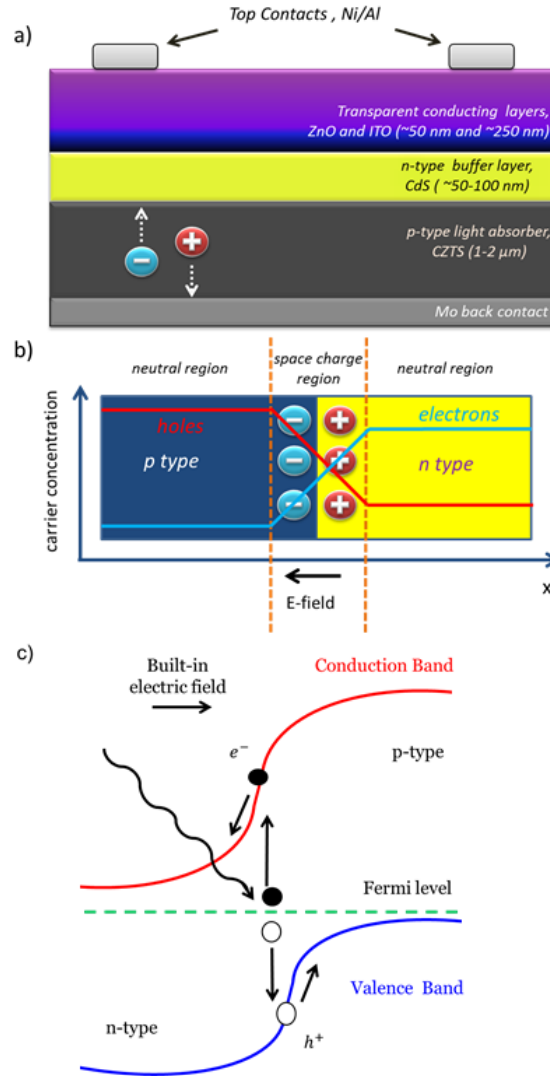 a)
Top Contacts , Ni/Al
Transparent conducting layers,
ZnO and ITO (~50 nm and ~250 nm)
n-type buffer layer,
CdS ( ~50-100 nm)
p-type light absorber,
CZTS (1-2 µm)
Mo back contact
b)
neutral region
space charge
region
neutral region
carrier concentration
holes
electrons
p type
n type
E-field
x
c)
Built-in
electric field
Conduction Band
e⁻
p-type
Fermi level
Valence Band
n-type
h⁺